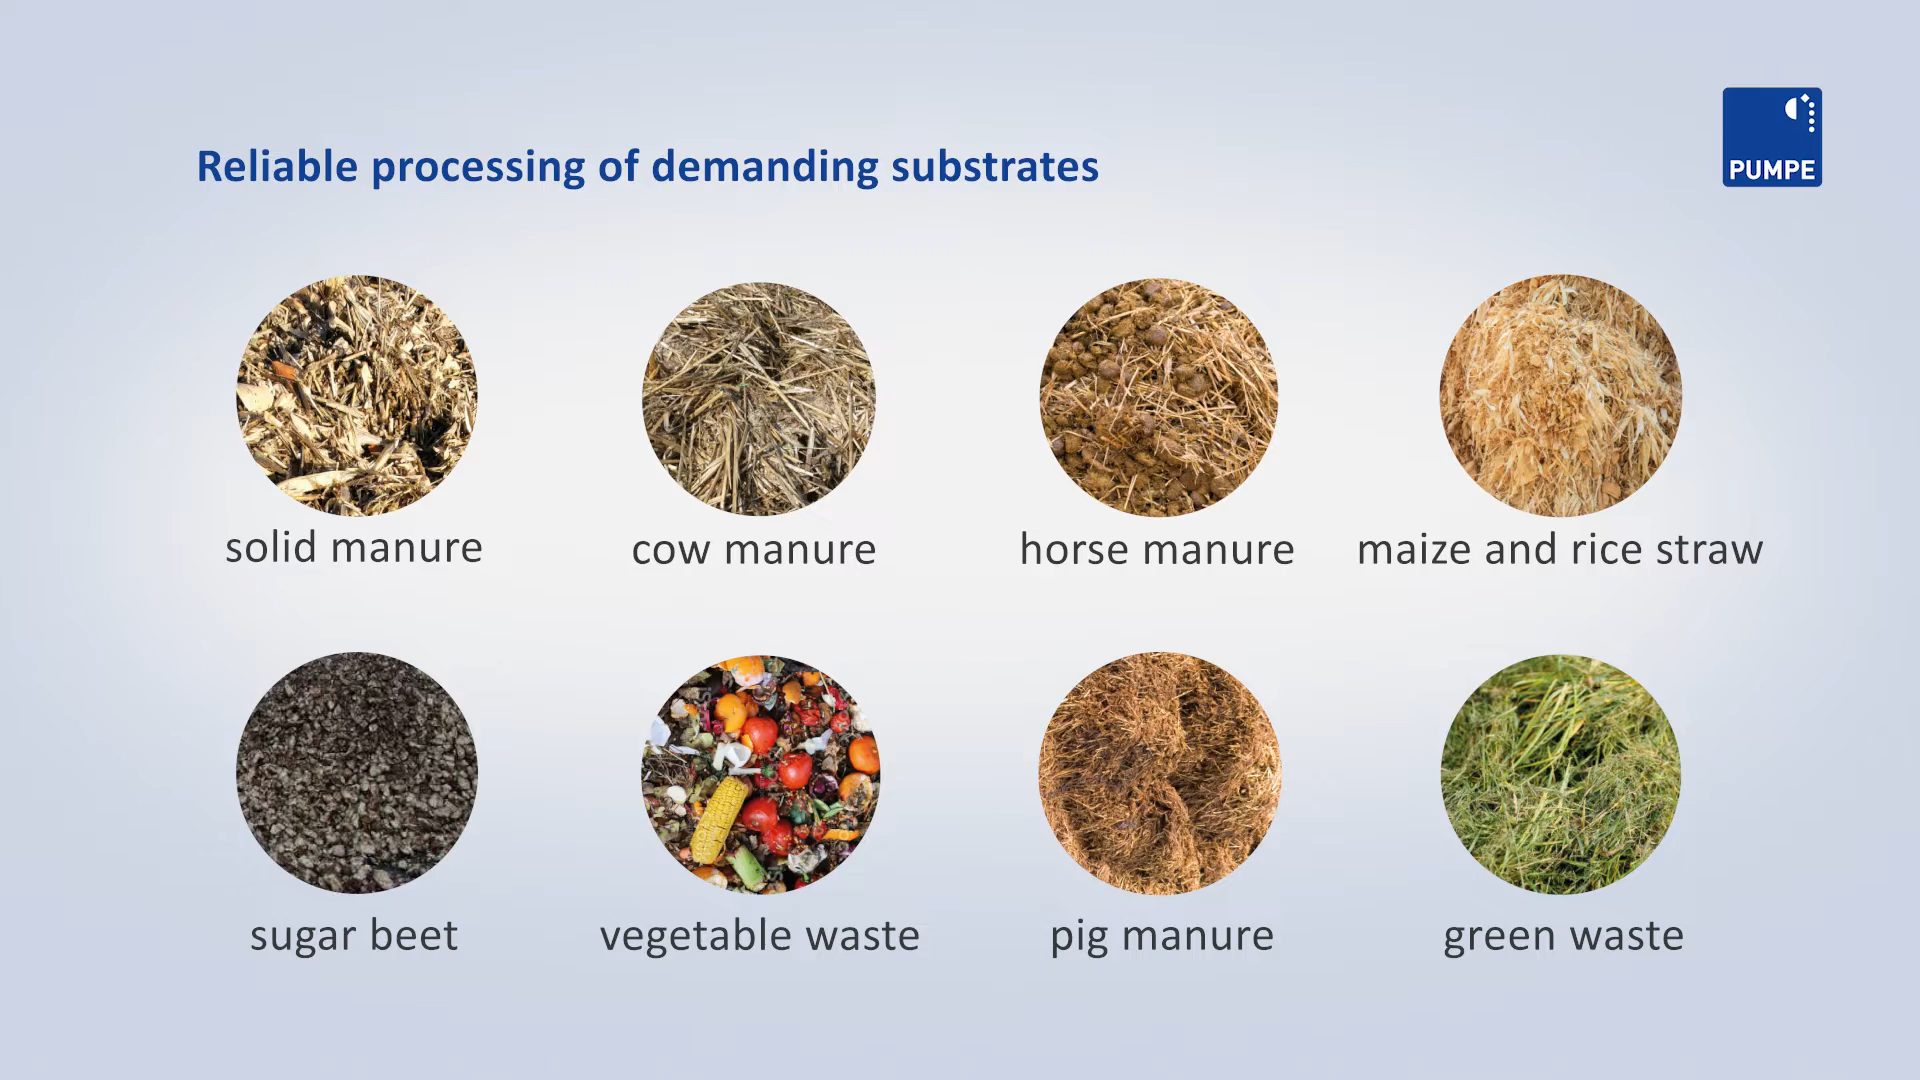 PUMPE
Reliable processing of demanding substrates
solid manure
cow manure
horse manure
maize and rice straw
sugar beet
vegetable waste
pig manure
green waste